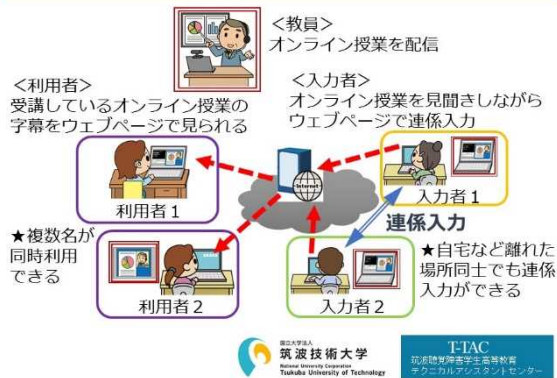 <教員>
オンライン授業を配信
<利用者>
受講しているオンライン授業の
字幕をウェブページで見られる
<入力者>
オンライン授業を見聞きしながら
ウェブページで連係入力
Internet
利用者1
入力者1
連係入力
★複数名が
同時利用
できる
利用者2
入力者2
★自宅など離れた
場所同士でも連係
入力ができる
国立大学法人
筑波技術大学
National University Corporation
Tsukuba University of Technology
T-TAC
筑波聴覚障害学生高等教育
テクニカルアシスタントセンター